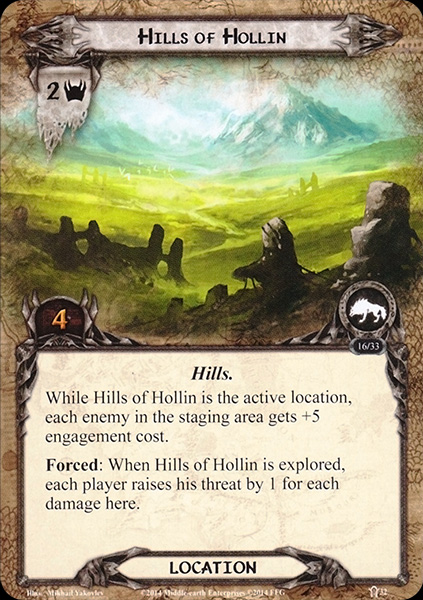 Hills of Hollin
2
4
16/33
Hills.
While Hills of Hollin is the active location,
each enemy in the staging area gets +5
engagement cost.
Forced: When Hills of Hollin is explored,
each player raises his threat by 1 for each
damage here.
LOCATION
Illus. Mikhail Yakovlev ©2014 Middle-earth Enterprises ©2014 FFG 32